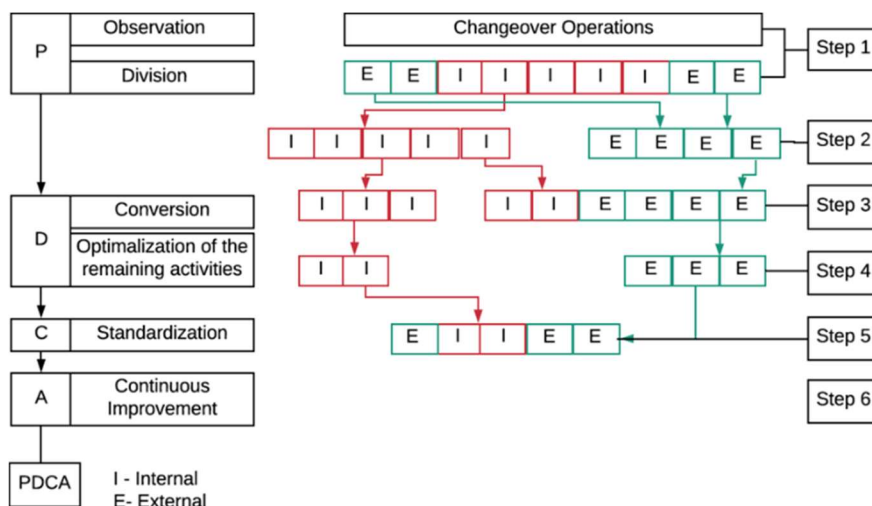 P
Observation
Division
Changeover Operations
E E I I I I I E E
Step 1
I I I I I
E E E E
Step 2
D
Conversion
Optimalization of the
remaining activities
I I I
I I E E E E
Step 3
I I
E E E
Step 4
C
Standardization
E I I E E
Step 5
A
Continuous
Improvement
Step 6
PDCA
I - Internal
E- External